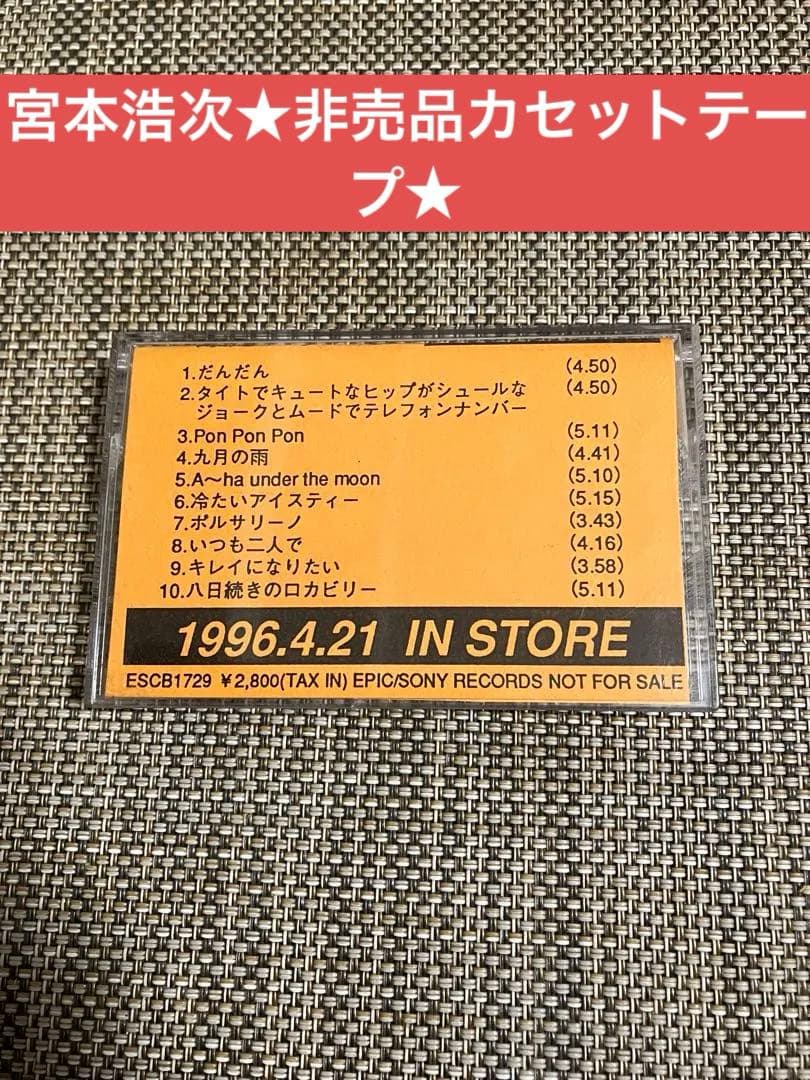 宮本浩次★非売品カセットテー
プ★
1.だんだん (4.50)
2.タイトでキュートなヒップがシュールな (4.50)
ジョークとムードでテレフォンナンバー
3.Pon Pon Pon (5.11)
4.九月の雨 (4.41)
5.A〜ha under the moon (5.10)
6.冷たいアイスティー (5.15)
7.ボルサリーノ (3.43)
8.いつも二人で (4.16)
9.キレイになりたい (3.58)
10.八日続きのロカビリー (5.11)
1996.4.21 IN STORE
ESCB1729 ¥2,800(TAX IN) EPIC/SONY RECORDS NOT FOR SALE